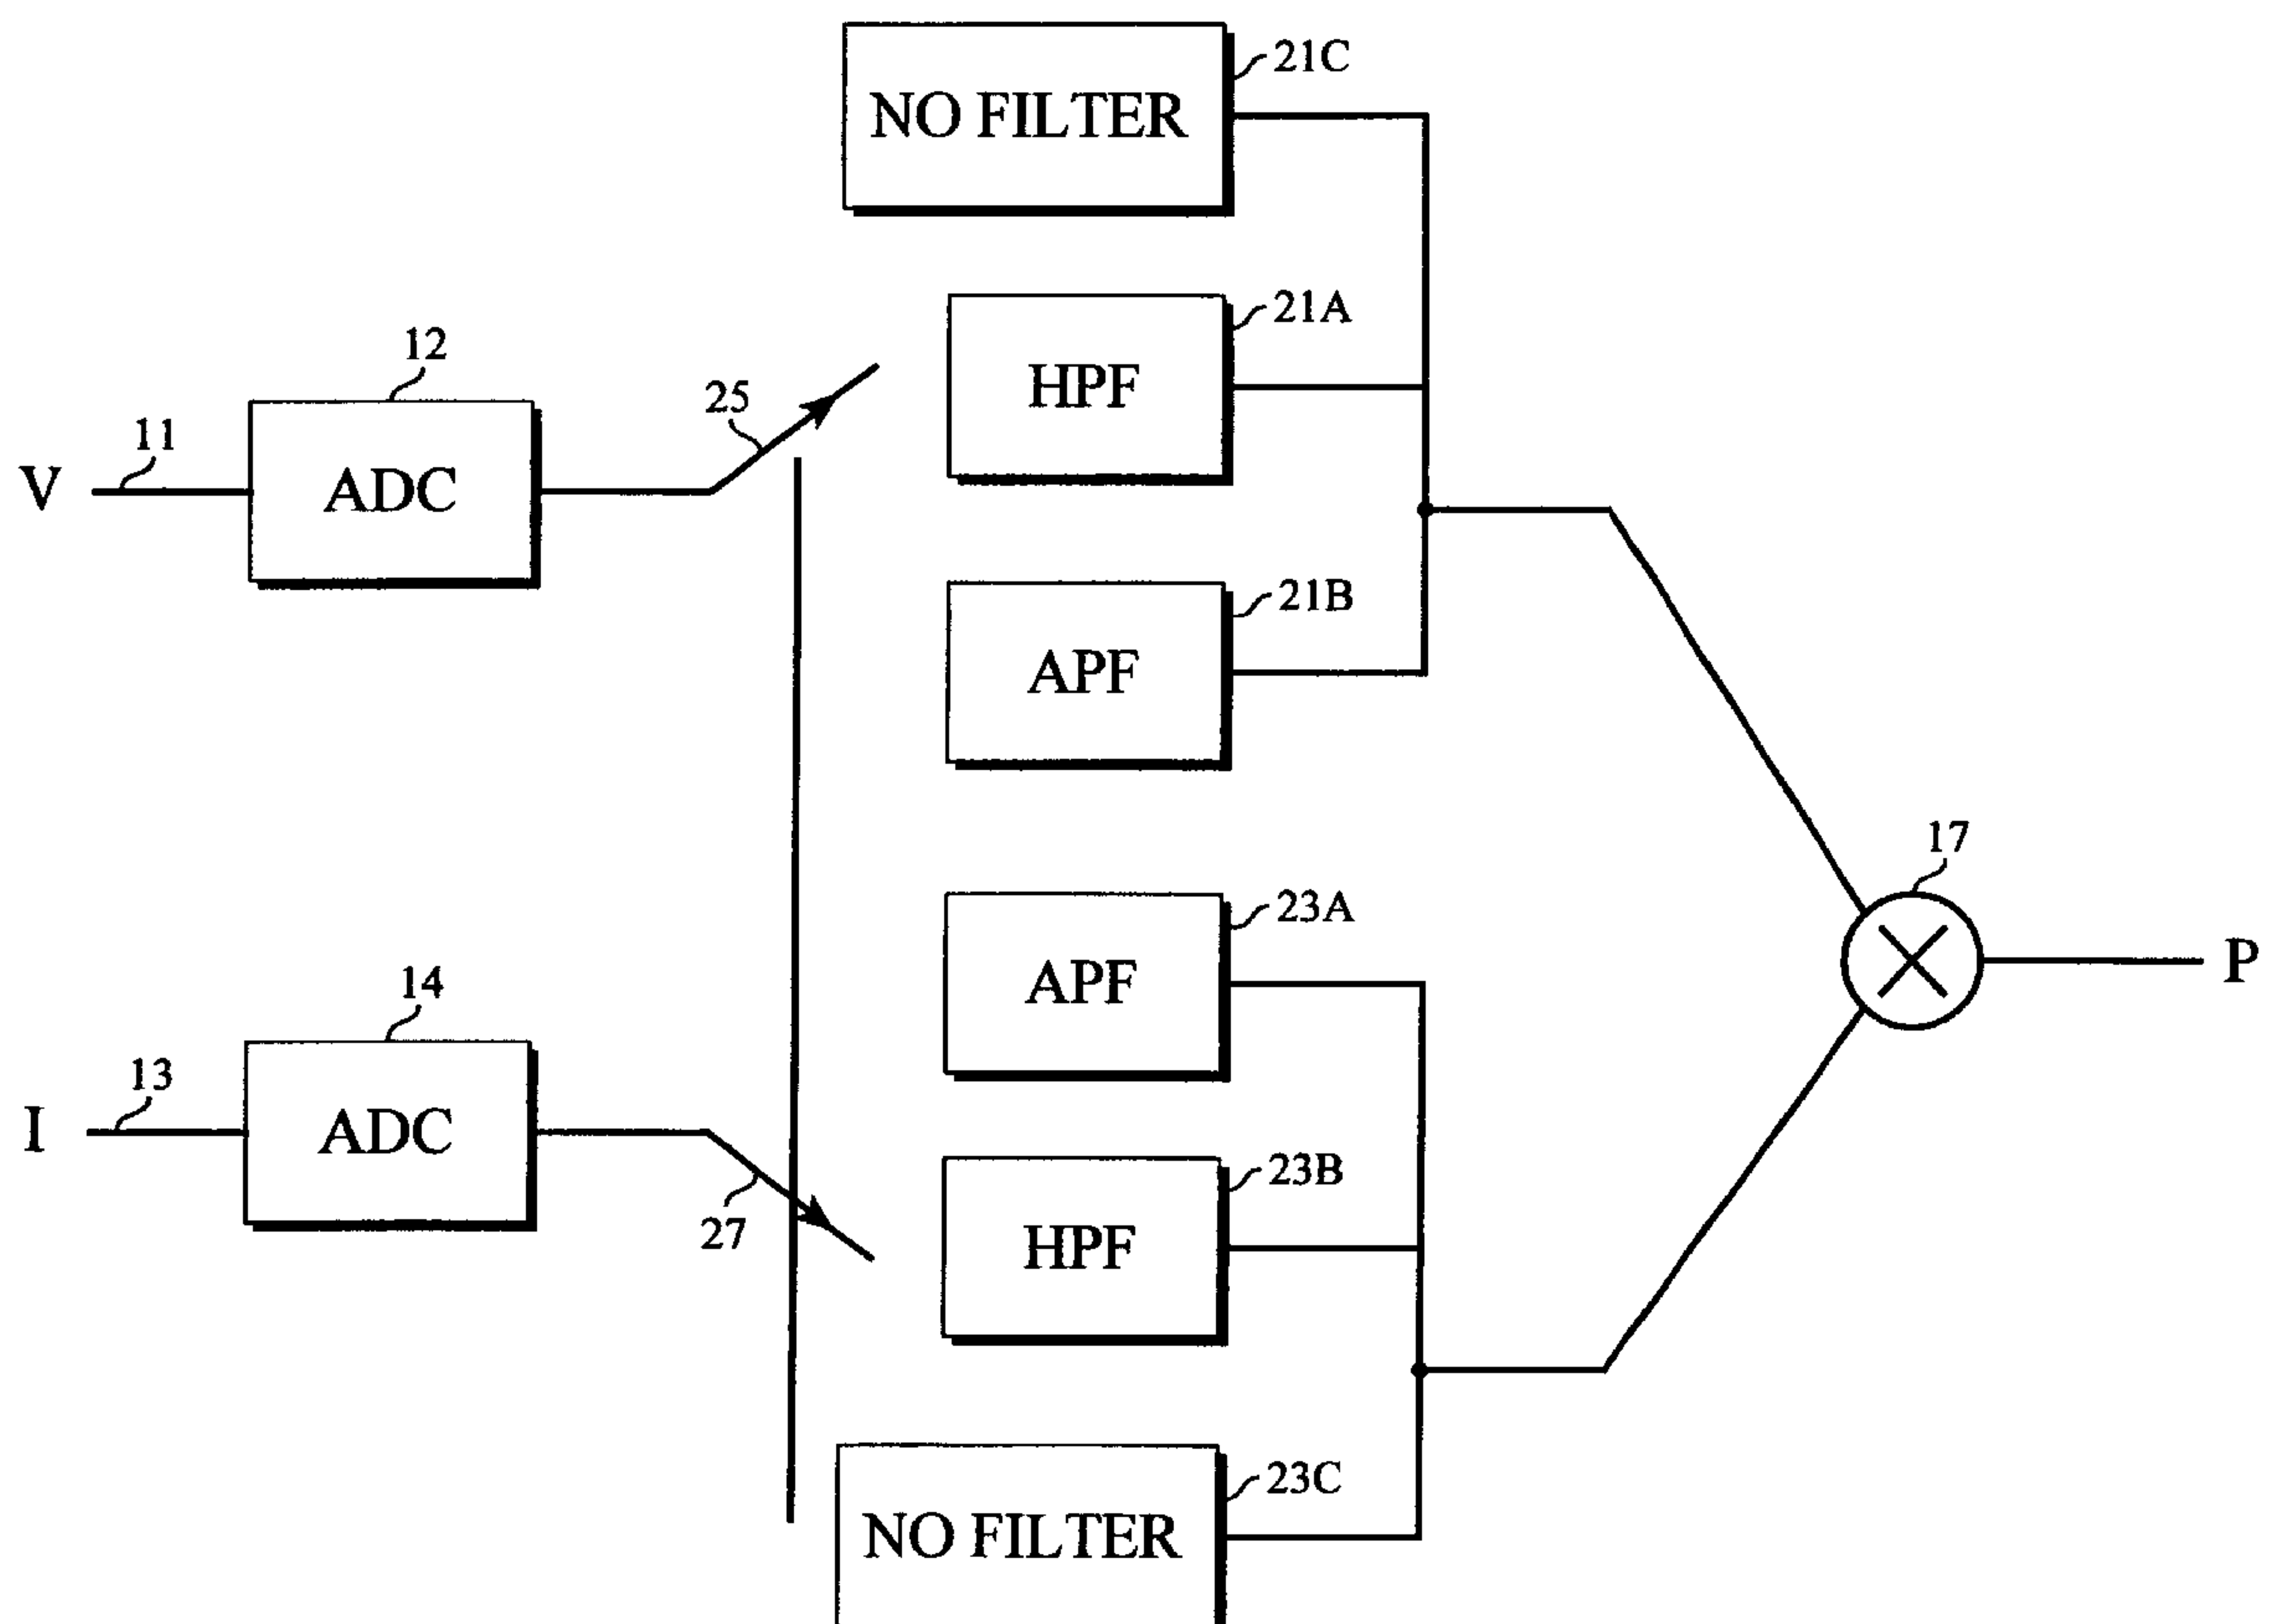 21C
NO FILTER
21A
HPF
12
25
11
V
ADC
21B
APF
17
23A
APF
P
14
13
I
ADC
23B
27
HPF
23C
NO FILTER